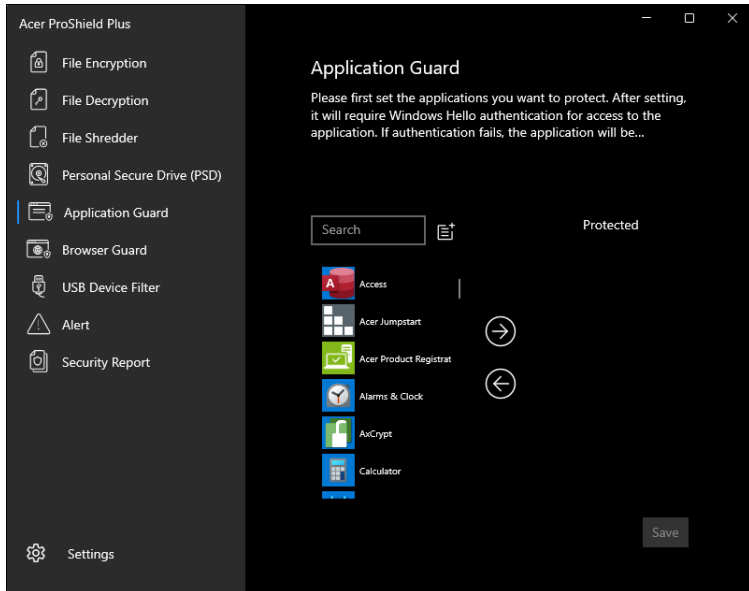 Acer ProShield Plus
File Encryption
File Decryption
File Shredder
Personal Secure Drive (PSD)
Application Guard
Browser Guard
USB Device Filter
Alert
Security Report
Settings
Application Guard
Please first set the applications you want to protect. After setting,
it will require Windows Hello authentication for access to the
application. If authentication fails, the application will be...
Search
Protected
A
Access
Acer Jumpstart
Acer Product Registrat
Alarms & Clock
AxCrypt
Calculator
Save